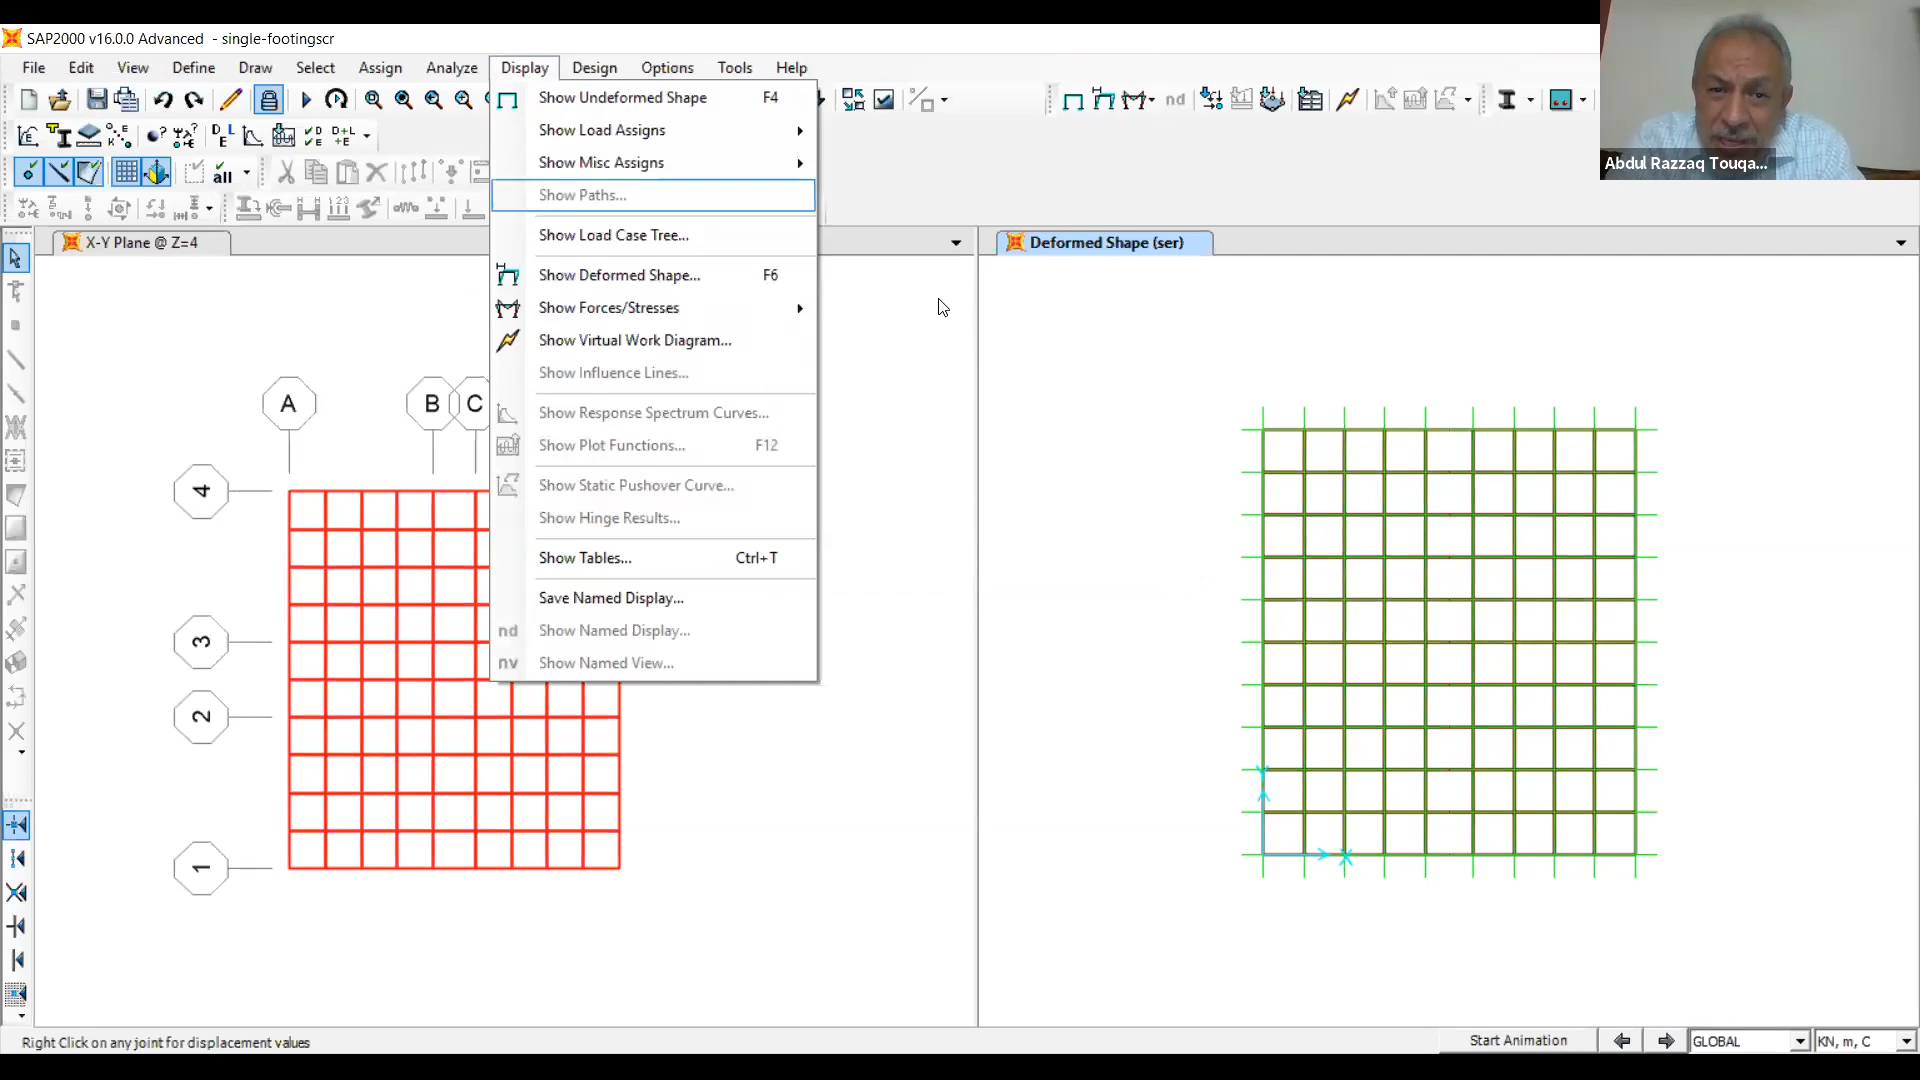 SAP2000 v16.0.0 Advanced - single-footingscr
File Edit View Define Draw Select Assign Analyze Display Design Options Tools Help
nd
all
Show Undeformed Shape F4
Show Load Assigns
Show Misc Assigns
Show Paths...
Show Load Case Tree...
Show Deformed Shape... F6
Show Forces/Stresses
Show Virtual Work Diagram...
Show Influence Lines...
Show Response Spectrum Curves...
Show Plot Functions... F12
Show Static Pushover Curve...
Show Hinge Results...
Show Tables... Ctrl+T
Save Named Display...
nd Show Named Display...
nv Show Named View...
Abdul Razzaq Touqa...
X-Y Plane @ Z=4
Deformed Shape (ser)
A B C
4
3
2
1
Y
X
Right Click on any joint for displacement values
Start Animation
GLOBAL
KN, m, C